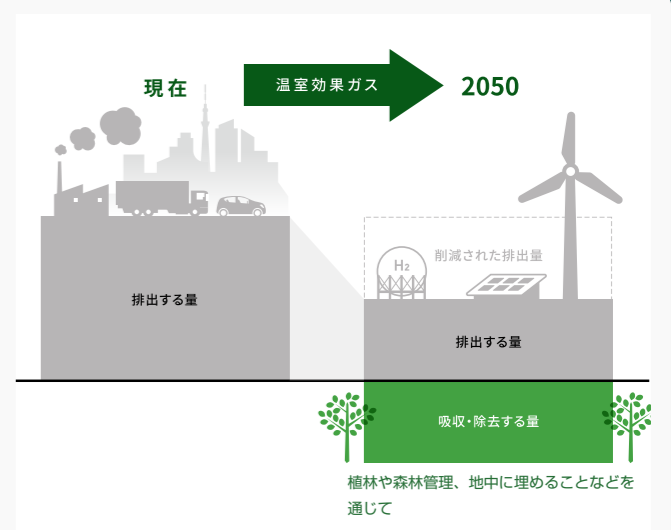 現在
温室効果ガス
2050
H₂
削減された排出量
排出する量
排出する量
吸収・除去する量
植林や森林管理、地中に埋めることなどを
通じて